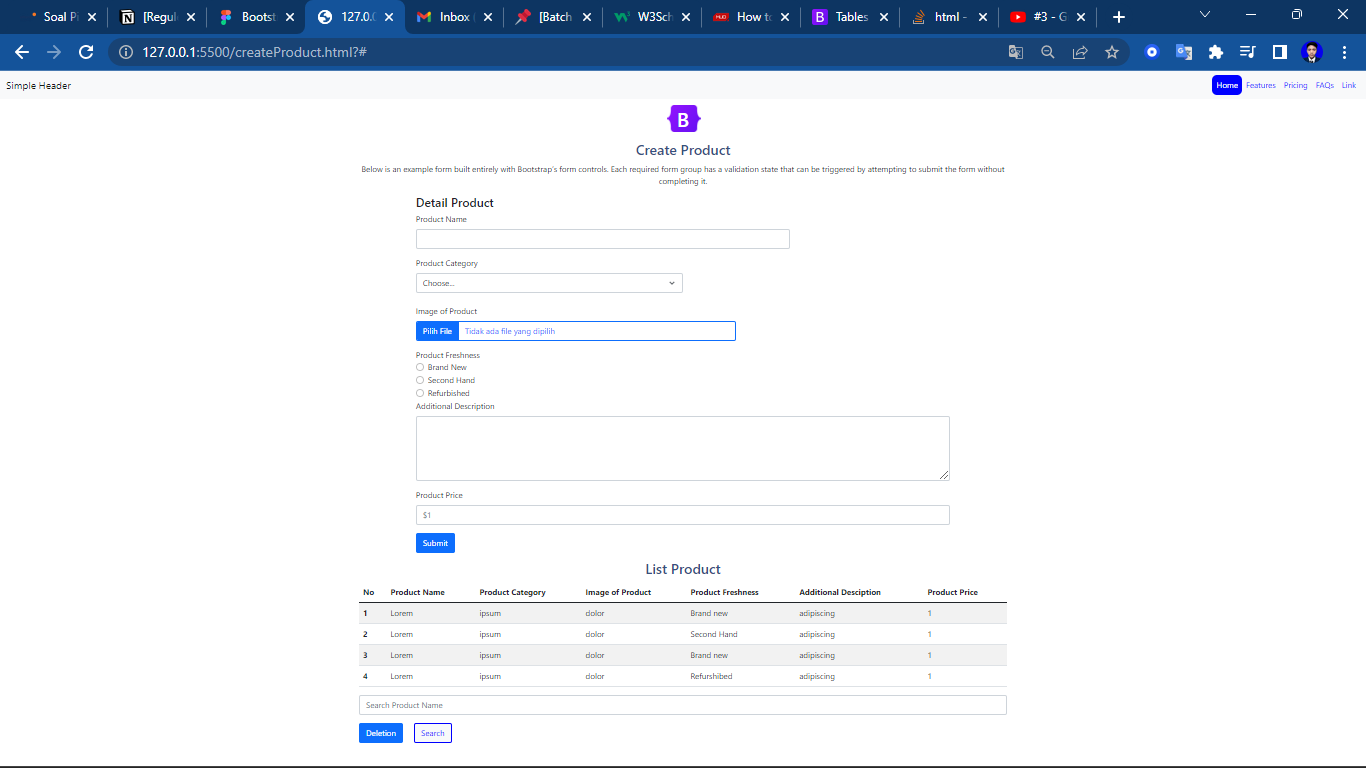 Soal Pi
[Regul
Bootst
127.0.0
Inbox
[Batch
W3Sch
How to
Tables
html -
#3 - G
127.0.0.1:5500/createProduct.html?#
Simple Header
Home Features Pricing FAQs Link
B
Create Product
Below is an example form built entirely with Bootstrap's form controls. Each required form group has a validation state that can be triggered by attempting to submit the form without
completing it.
Detail Product
Product Name
Product Category
Choose...
Image of Product
Pilih File Tidak ada file yang dipilih
Product Freshness
Brand New
Second Hand
Refurbished
Additional Description
Product Price
$1
Submit
List Product
No Product Name Product Category Image of Product Product Freshness Additional Desciption Product Price
1 Lorem ipsum dolor Brand new adipiscing 1
2 Lorem ipsum dolor Second Hand adipiscing 1
3 Lorem ipsum dolor Brand new adipiscing 1
4 Lorem ipsum dolor Refurshibed adipiscing 1
Search Product Name
Deletion Search